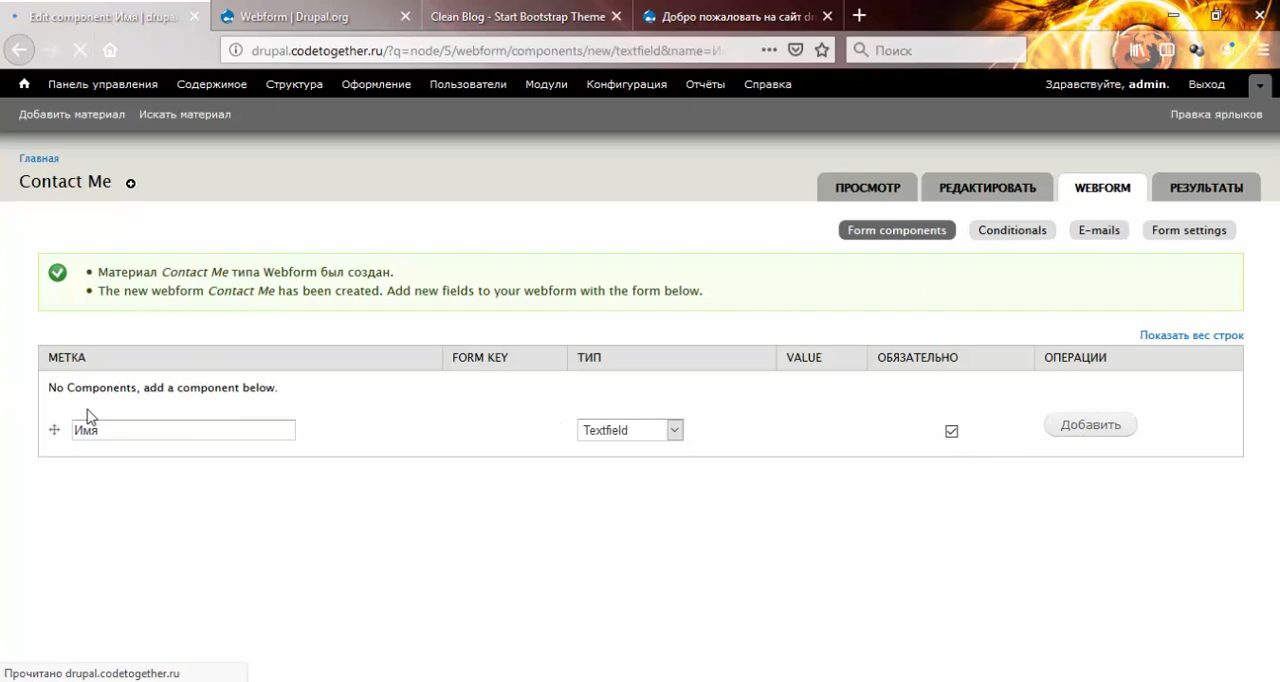 Edit component Имя | drupa
Webform | Drupal.org
Clean Blog - Start Bootstrap Theme
Добро пожаловать на сайт dr
drupal.codetogether.ru/?q=node/5/webform/components/new/textfield&name=И
Поиск
Панель управления Содержимое Структура Оформление Пользователи Модули Конфигурация Отчёты Справка
Здравствуйте, admin. Выход
Добавить материал Искать материал
Правка ярлыков
Главная
Contact Me
ПРОСМОТР РЕДАКТИРОВАТЬ WEBFORM РЕЗУЛЬТАТЫ
Form components Conditionals E-mails Form settings
Материал Contact Me типа Webform был создан.
The new webform Contact Me has been created. Add new fields to your webform with the form below.
Показать вес строк
МЕТКА FORM KEY ТИП VALUE ОБЯЗАТЕЛЬНО ОПЕРАЦИИ
No Components, add a component below.
Имя Textfield Добавить
Прочитано drupal.codetogether.ru